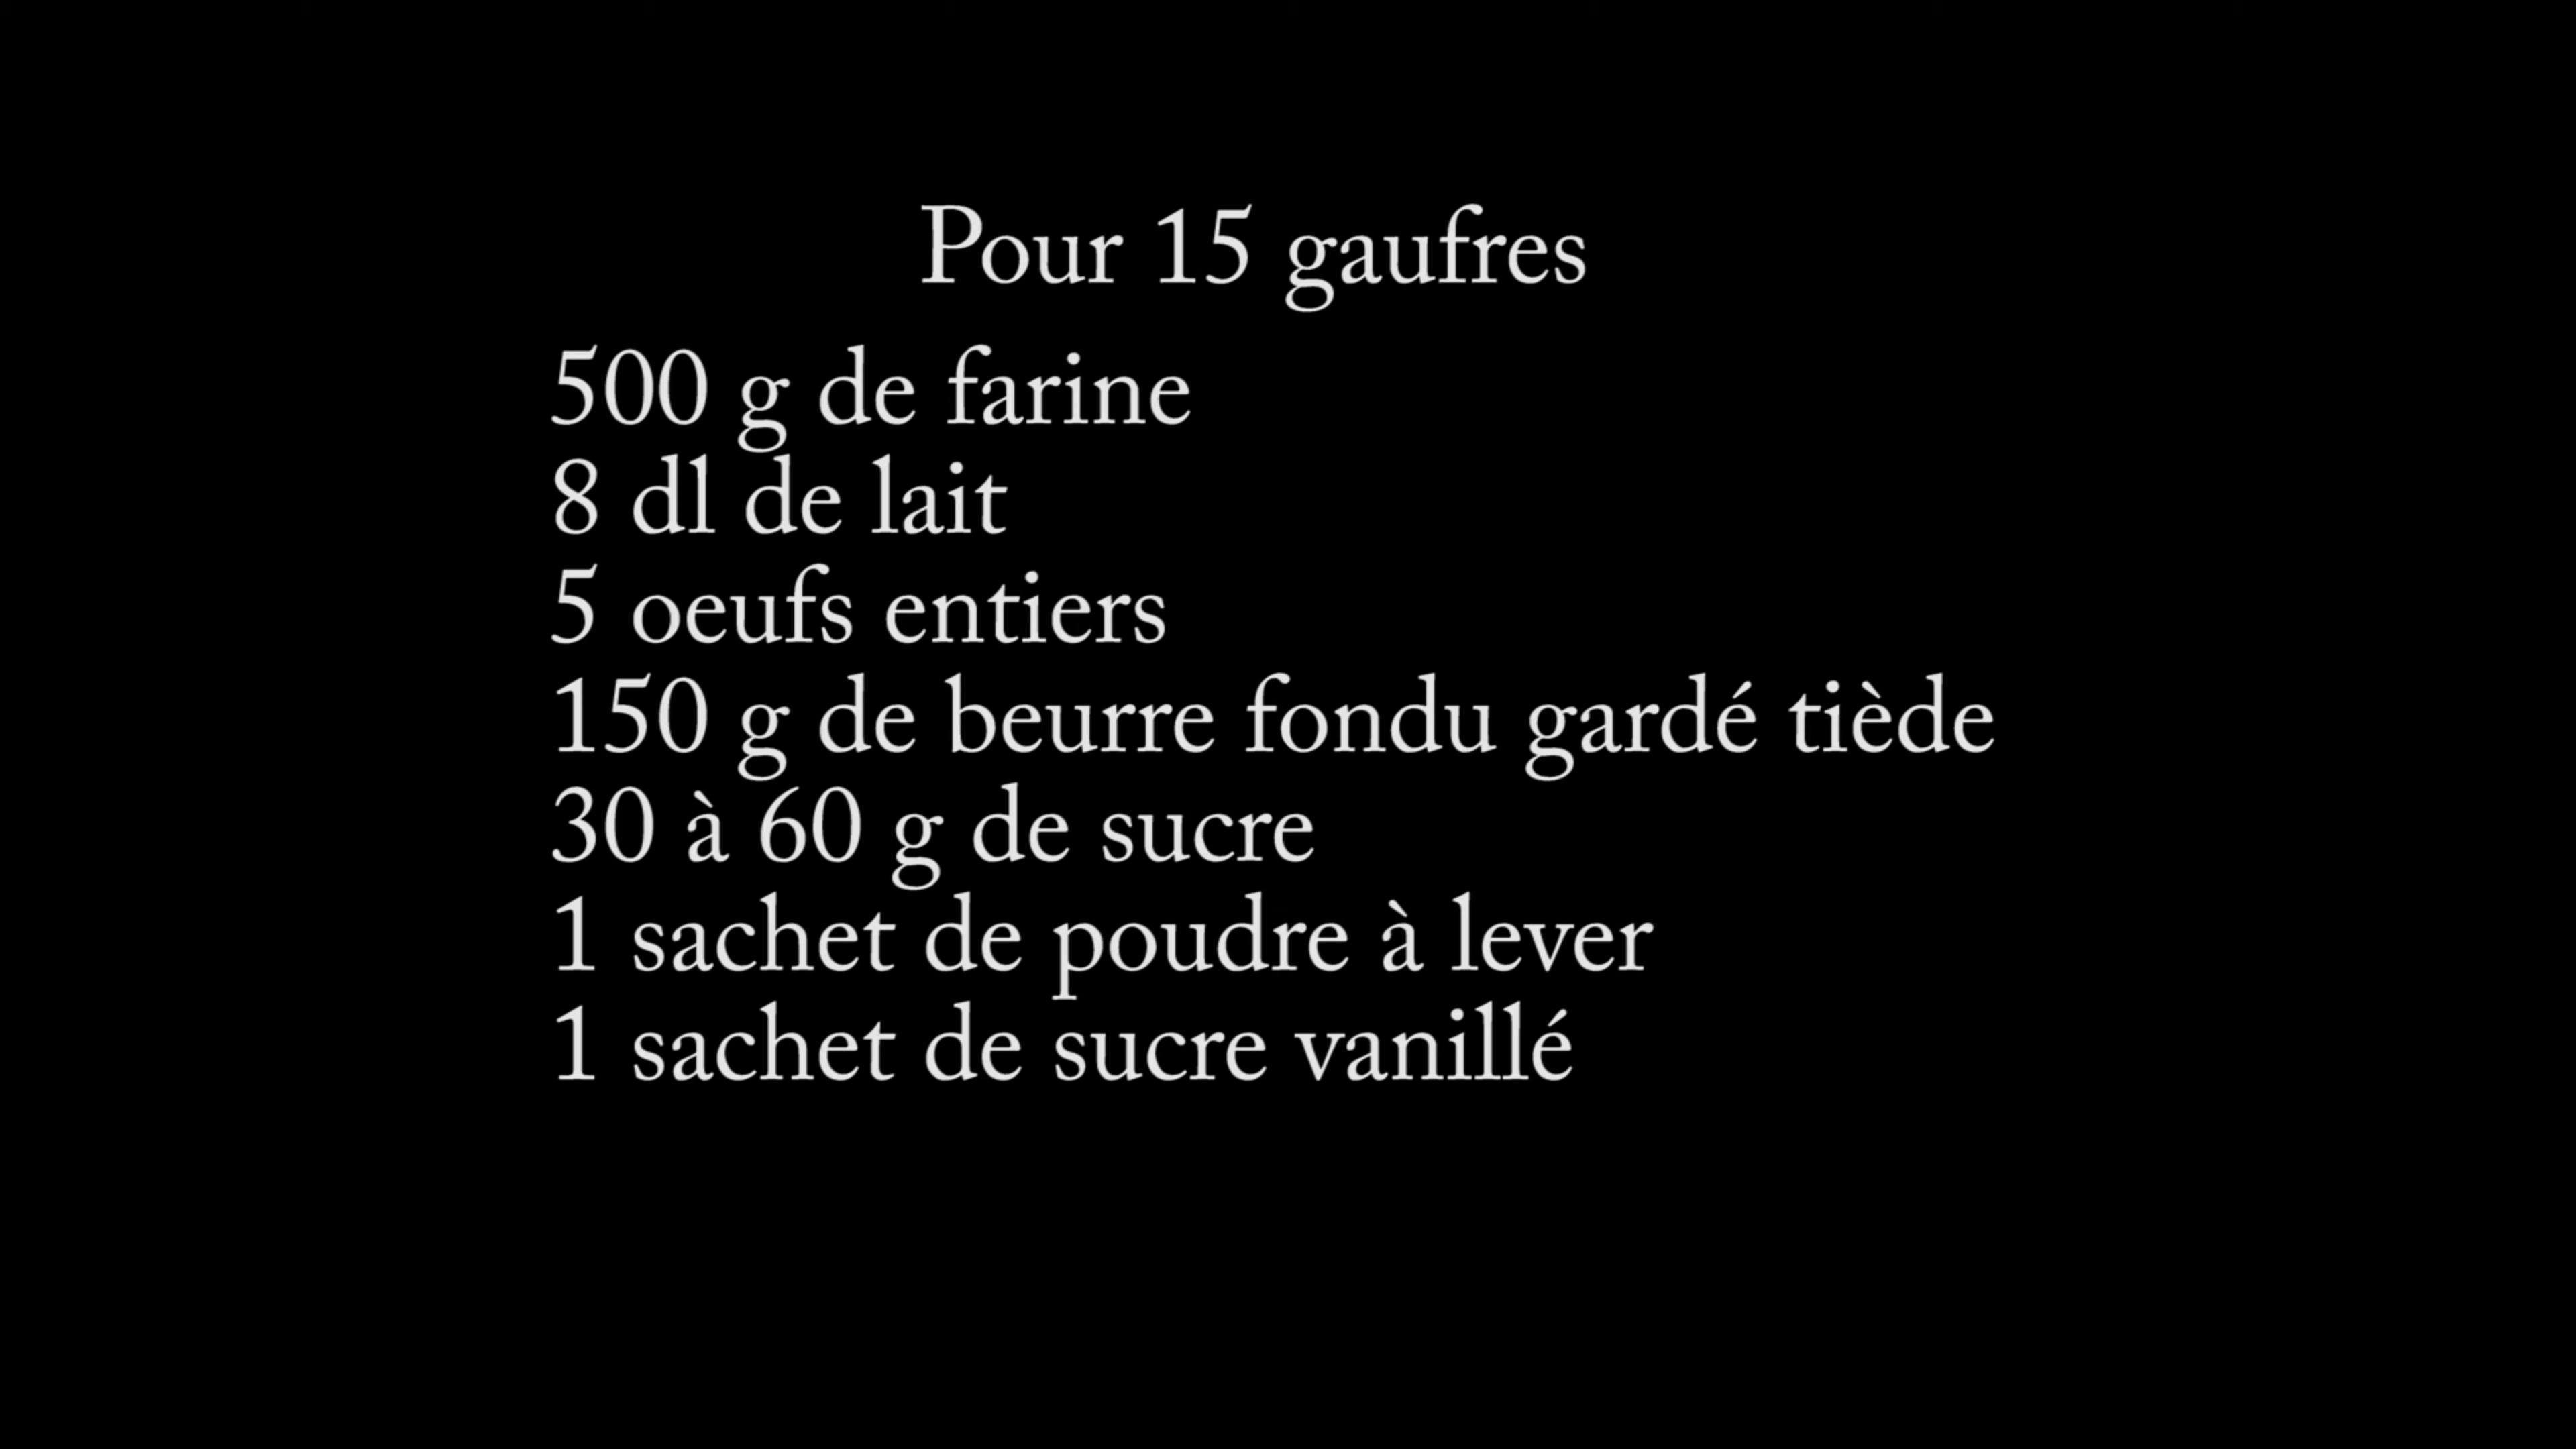 Pour 15 gaufres
500 g de farine
8 dl de lait
5 oeufs entiers
150 g de beurre fondu gardé tiède
30 à 60 g de sucre
1 sachet de poudre à lever
1 sachet de sucre vanillé